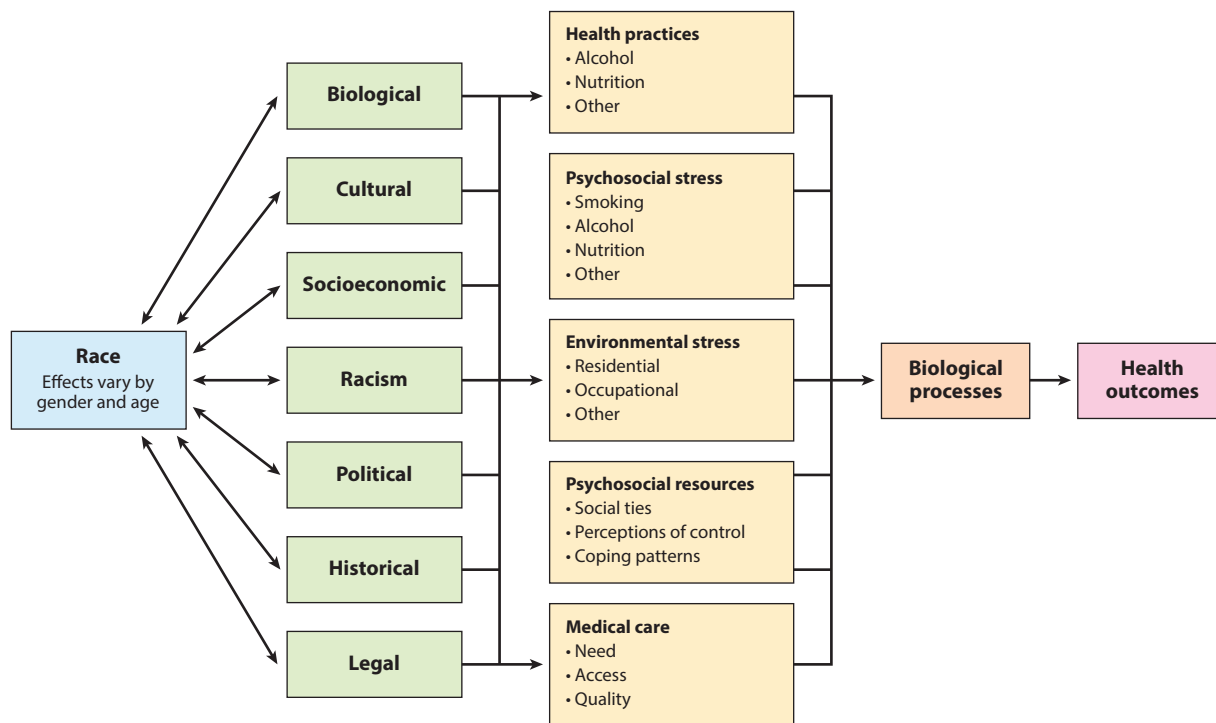 Race
Effects vary by
gender and age
Biological
Cultural
Socioeconomic
Racism
Political
Historical
Legal
Health practices
• Alcohol
• Nutrition
• Other
Psychosocial stress
• Smoking
• Alcohol
• Nutrition
• Other
Environmental stress
• Residential
• Occupational
• Other
Psychosocial resources
• Social ties
• Perceptions of control
• Coping patterns
Medical care
• Need
• Access
• Quality
Biological
processes
Health
outcomes